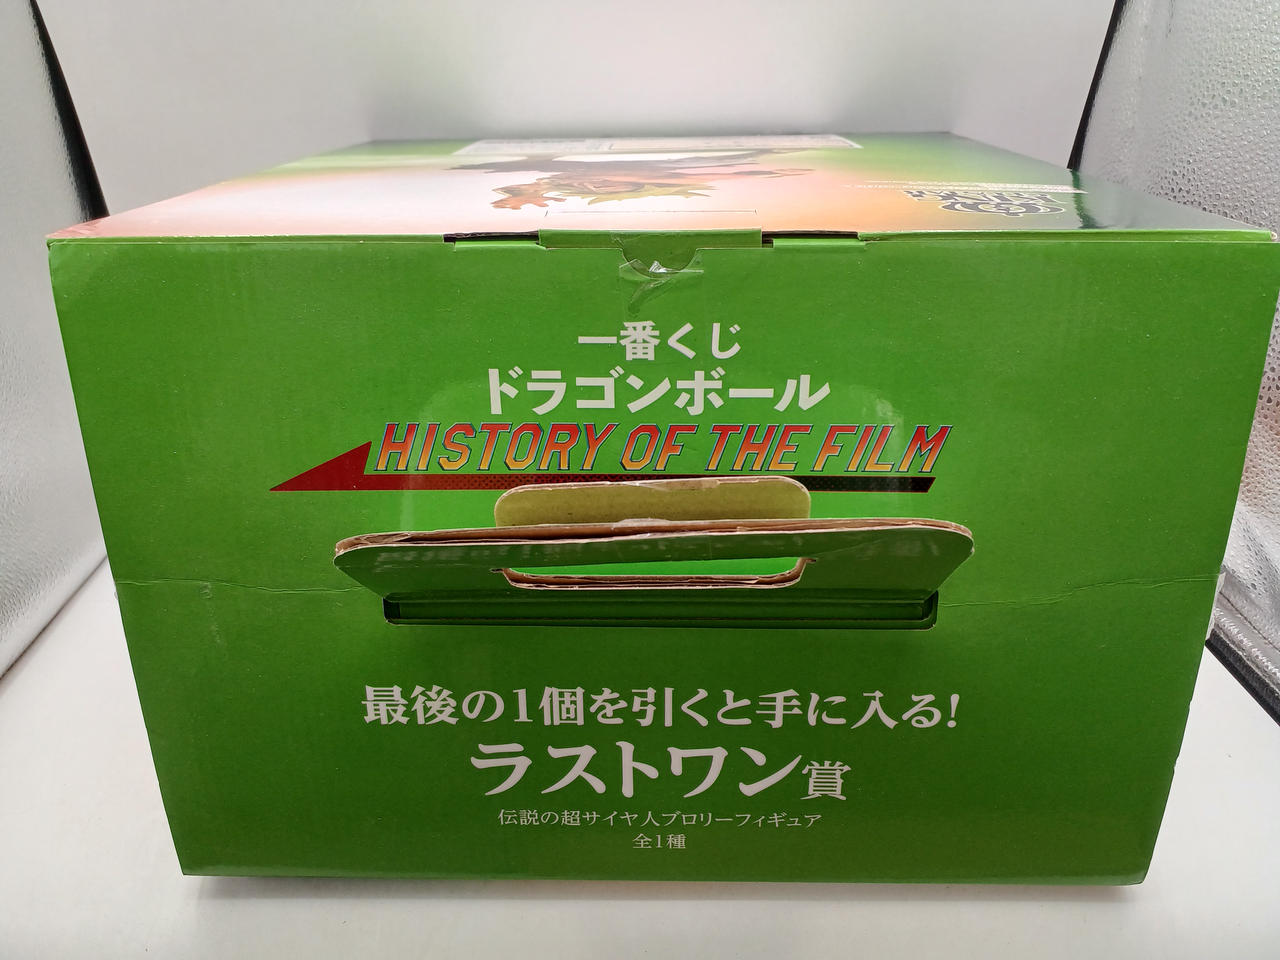 一番くじ
ドラゴンボール
HISTORY OF THE FILM
最後の1個を引くと手に入る!
ラストワン賞
伝説の超サイヤ人ブロリーフィギュア
全1種